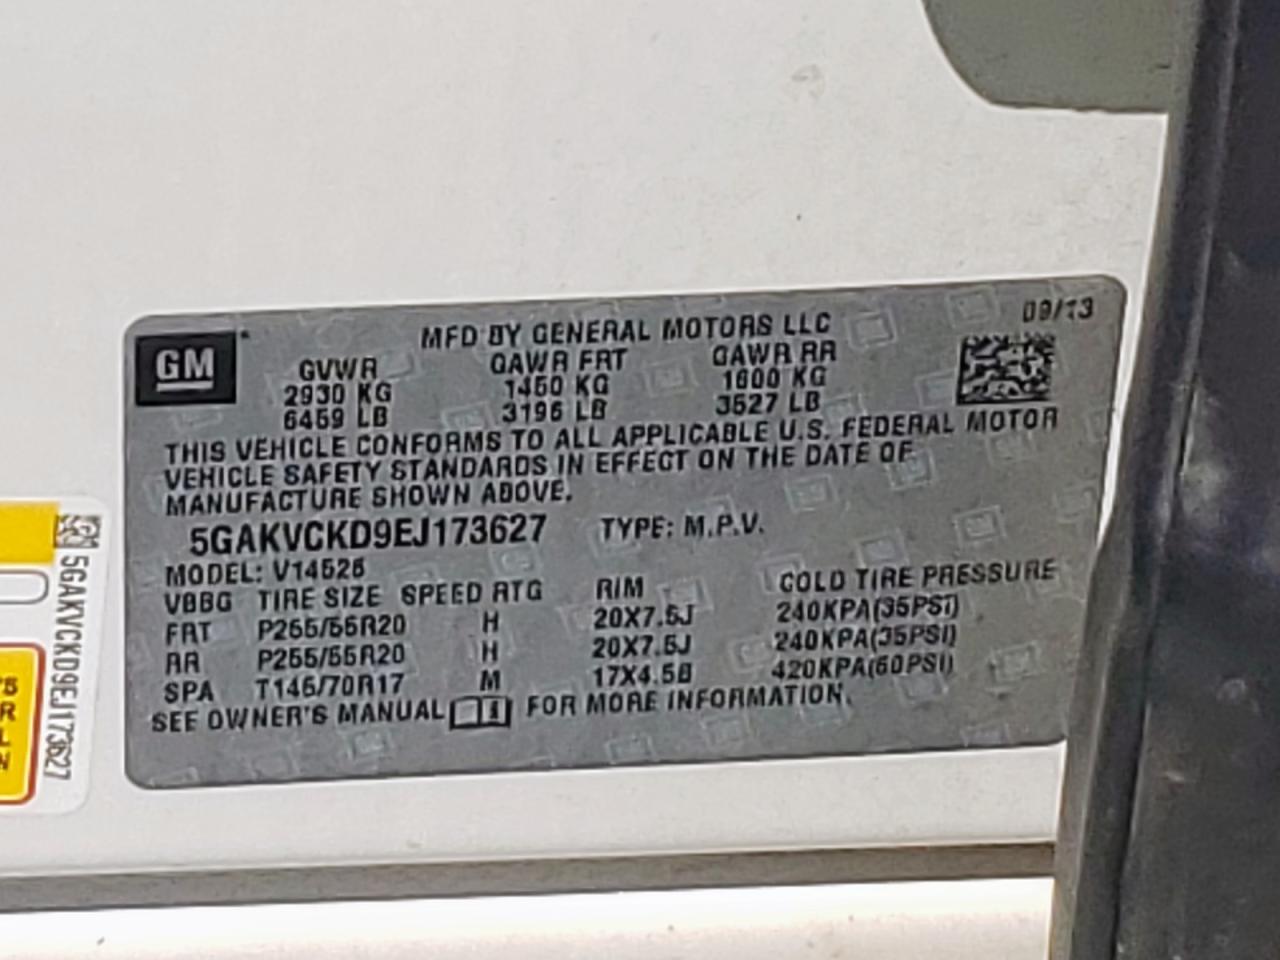 09/13
MFD BY GENERAL MOTORS LLC
GM
GVWR GAWR FRT GAWR RR
2930 KG 1450 KG 1600 KG
6459 LB 3196 LB 3527 LB
THIS VEHICLE CONFORMS TO ALL APPLICABLE U.S. FEDERAL MOTOR
VEHICLE SAFETY STANDARDS IN EFFECT ON THE DATE OF
MANUFACTURE SHOWN ABOVE.
5GAKVCKD9EJ173627 TYPE: M.P.V.
MODEL: V14526
TIRE SIZE SPEED RTG RIM COLD TIRE PRESSURE
FRT P255/55R20 H 20X7.5J 240KPA(35PSI)
RR P255/55R20 H 20X7.5J 240KPA(35PSI)
SPA T145/70R17 M 17X4.5B 420KPA(60PSI)
SEE OWNER'S MANUAL FOR MORE INFORMATION.
5GAKVCKD9EJ173627